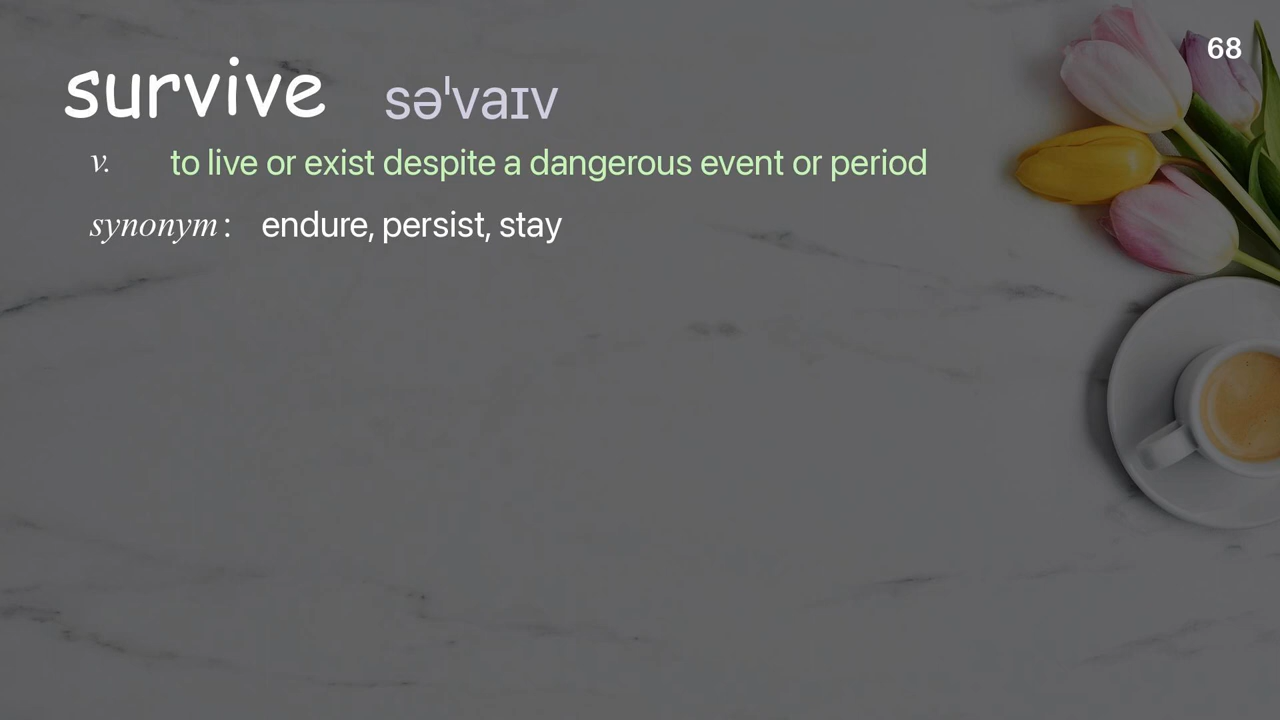 68
survive səˈvaɪv
v. to live or exist despite a dangerous event or period
synonym: endure, persist, stay